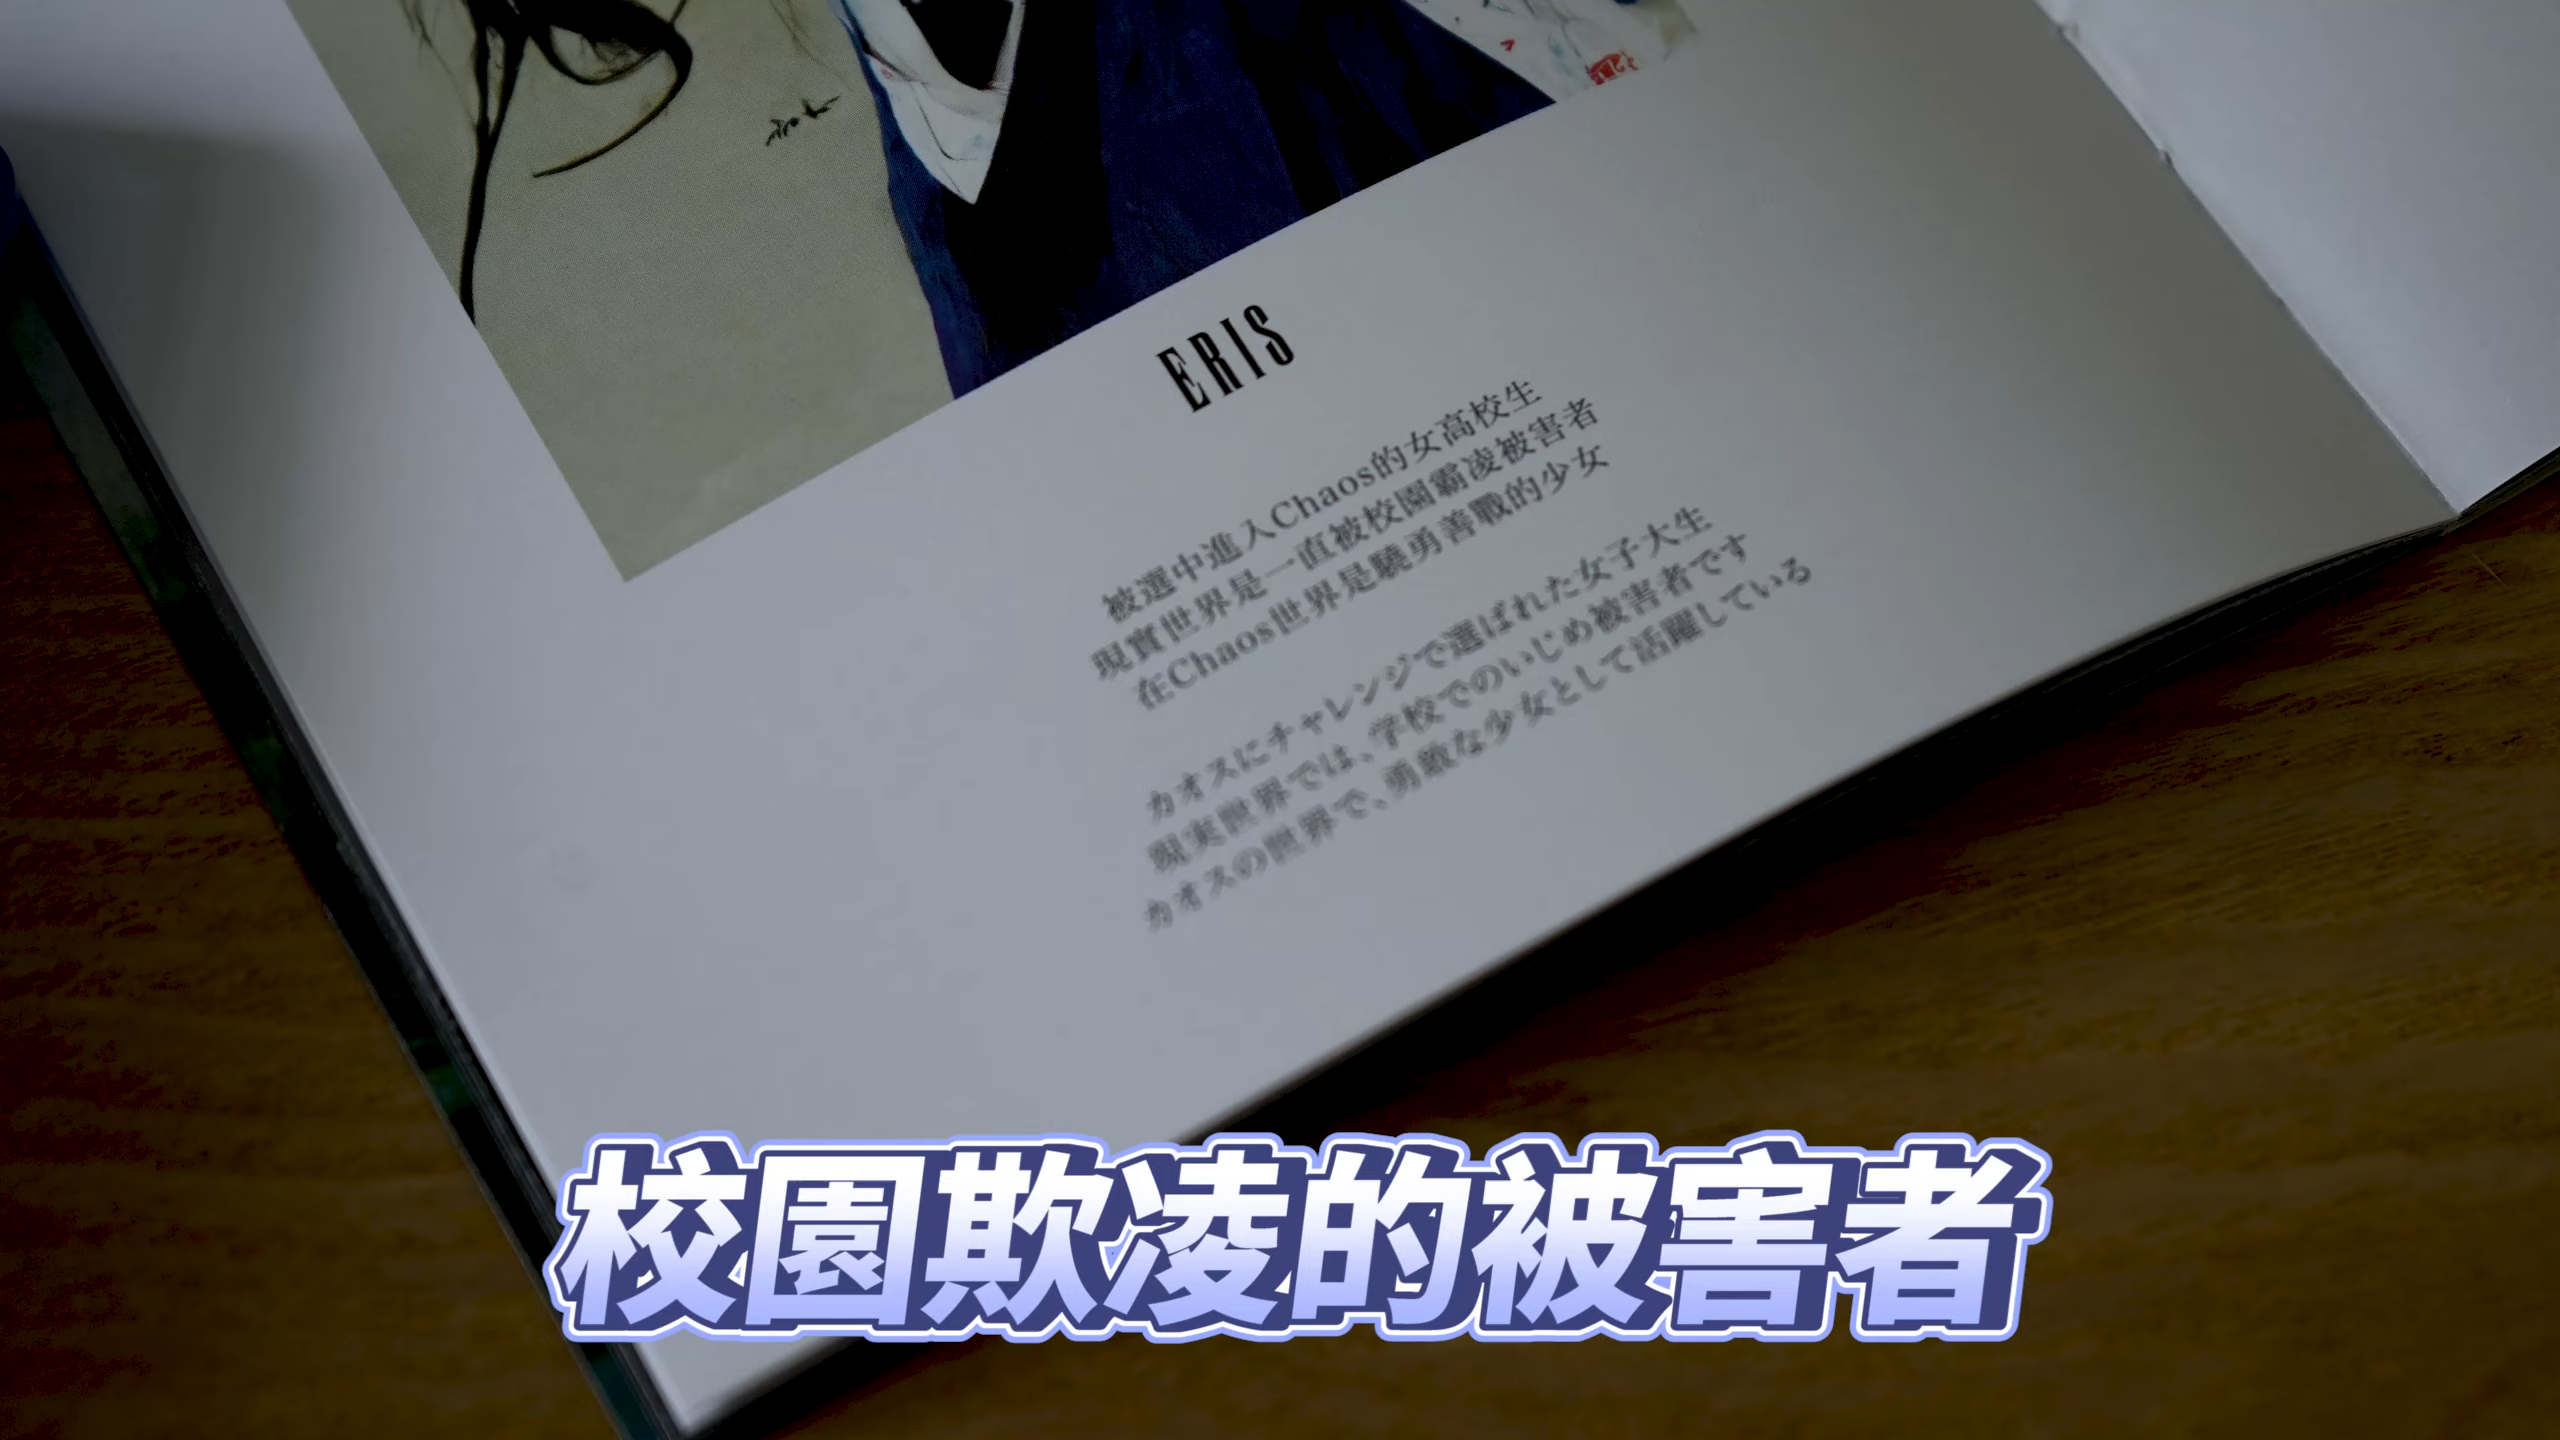 ERIS
被選中進入Chaos的女高校生
現實世界是一直被校園霸凌被害者
在Chaos世界是驍勇善戰的少女
カオスにチャレンジで選ばれた女子大生
現実世界では、学校でのいじめ被害者です
カオスの世界で、勇敢な少女として活躍している
校園欺凌的被害者